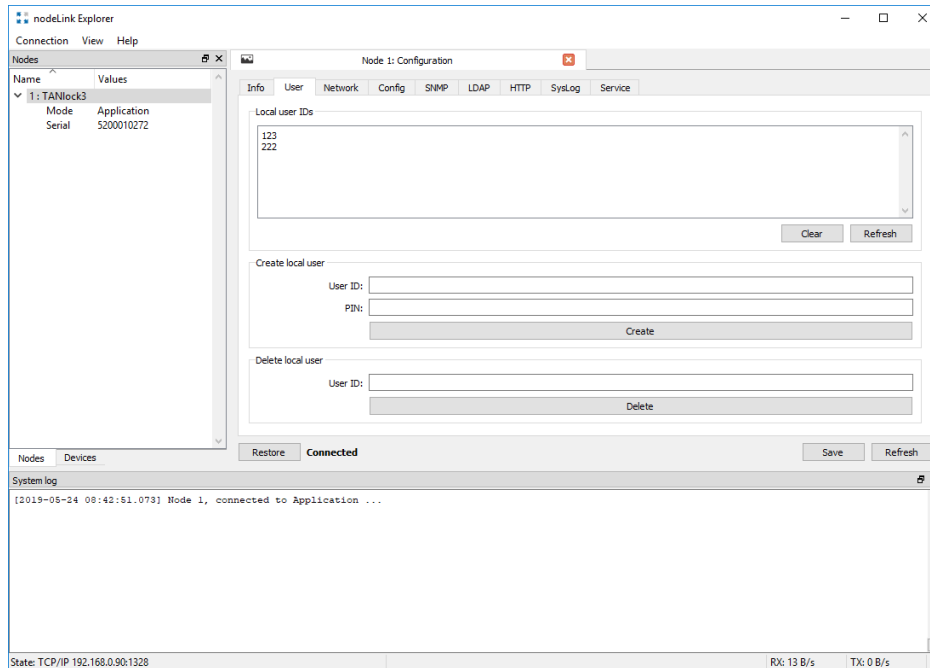 nodeLink Explorer
Connection View Help
Nodes
Name Values
1 : TANlock3
Mode Application
Serial 5200010272
Nodes Devices
Node 1: Configuration
Info User Network Config SNMP LDAP HTTP SysLog Service
Local user IDs
123
222
Clear Refresh
Create local user
User ID:
PIN:
Create
Delete local user
User ID:
Delete
Restore Connected Save Refresh
System log
[2019-05-24 08:42:51.073] Node 1, connected to Application ...
State: TCP/IP 192.168.0.90:1328 RX: 13 B/s TX: 0 B/s